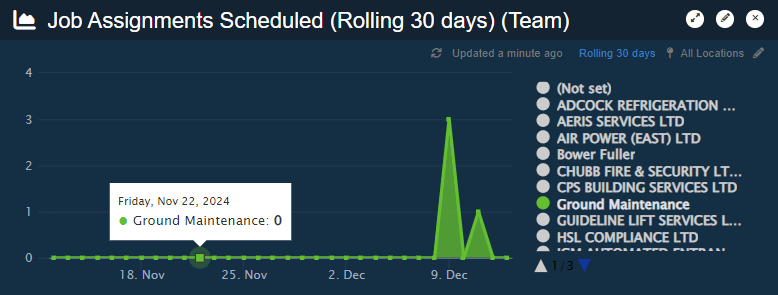 Job Assignments Scheduled (Rolling 30 days) (Team)
Updated a minute ago Rolling 30 days All Locations
4
3
2
1
0
18. Nov 25. Nov 2. Dec 9. Dec
Friday, Nov 22, 2024
Ground Maintenance: 0
(Not set)
ADCOCK REFRIGERATION ...
AERIS SERVICES LTD
AIR POWER (EAST) LTD
Bower Fuller
CHUBB FIRE & SECURITY LT...
CPS BUILDING SERVICES LTD
Ground Maintenance
GUIDELINE LIFT SERVICES L...
HSL COMPLIANCE LTD
1/3